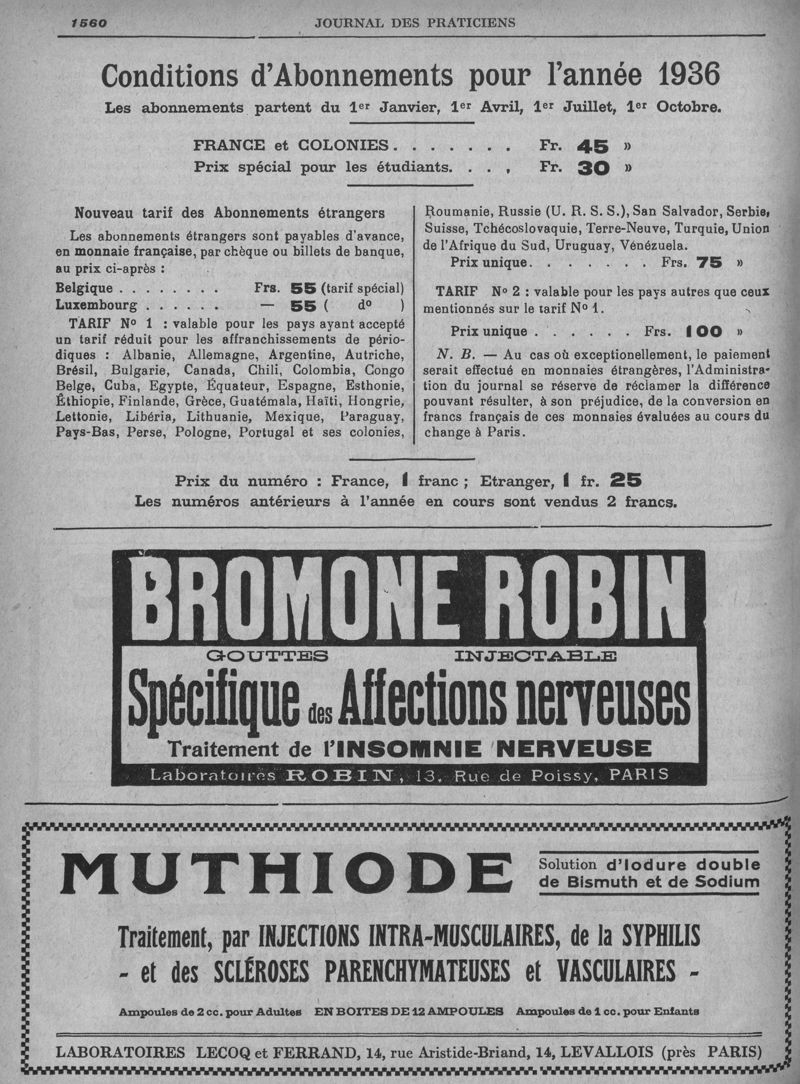 1560
JOURNAL DES PRATICIENS
Conditions d'Abonnements pour l'année 1936
Les abonnements partent du 1er Janvier, 1er Avril, 1er Juillet, 1er Octobre.
FRANCE et COLONIES. . . . . . . Fr. 45 »
Prix spécial pour les étudiants. . . , Fr. 30 »
Nouveau tarif des Abonnements étrangers
Les abonnements étrangers sont payables d'avance,
en monnaie française, par chèque ou billets de banque,
au prix ci-après :
Belgique . . . . . . . . Frs. 55 (tarif spécial)
Luxembourg . . . . . . — 55 ( do )
TARIF No 1 : valable pour les pays ayant accepté
un tarif réduit pour les affranchissements de pério-
diques : Albanie, Allemagne, Argentine, Autriche,
Brésil, Bulgarie, Canada, Chili, Colombia, Congo
Belge, Cuba, Egypte, Équateur, Espagne, Esthonie,
Éthiopie, Finlande, Grèce, Guatémala, Haïti, Hongrie,
Lettonie, Libéria, Lithuanie, Mexique, Paraguay,
Pays-Bas, Perse, Pologne, Portugal et ses colonies,
Roumanie, Russie (U. R. S. S.), San Salvador, Serbie,
Suisse, Tchécoslovaquie, Terre-Neuve, Turquie, Union
de l'Afrique du Sud, Uruguay, Vénézuela.
Prix unique. . . . . . . . Frs. 75 »
TARIF No 2 : valable pour les pays autres que ceux
mentionnés sur le tarif No 1.
Prix unique . . . . . . Frs. 100 »
N. B. — Au cas où exceptionellement, le paiement
serait effectué en monnaies étrangères, l'Administra-
tion du journal se réserve de réclamer la différence
pouvant résulter, à son préjudice, de la conversion en
francs français de ces monnaies évaluées au cours du
change à Paris.
Prix du numéro : France, 1 franc ; Etranger, 1 fr. 25
Les numéros antérieurs à l'année en cours sont vendus 2 francs.
BROMONE ROBIN
GOUTTES INJECTABLE
Spécifique des Affections nerveuses
Traitement de l'INSOMNIE NERVEUSE
Laboratoires ROBIN, 13, Rue de Poissy, PARIS
MUTHIODE
Solution d'Iodure double
de Bismuth et de Sodium
Traitement, par INJECTIONS INTRA-MUSCULAIRES, de la SYPHILIS
- et des SCLÉROSES PARENCHYMATEUSES et VASCULAIRES -
Ampoules de 2 cc. pour Adultes EN BOITES DE 12 AMPOULES Ampoules de 1 cc. pour Enfants
LABORATOIRES LECOQ et FERRAND, 14, rue Aristide-Briand, 14, LEVALLOIS (près PARIS)